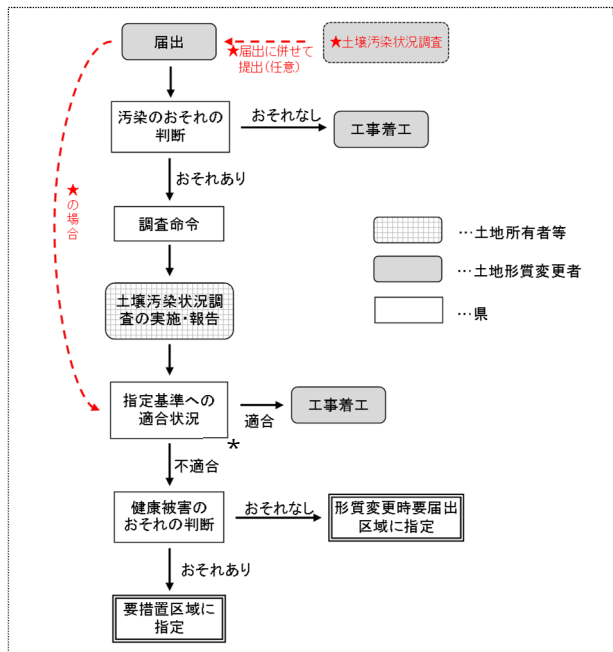 届出
★届出に併せて
提出(任意)
★土壌汚染状況調査
汚染のおそれの
判断
おそれなし
工事着工
おそれあり
★の場合
調査命令
…土地所有者等
…土地形質変更者
…県
土壌汚染状況調
査の実施・報告
指定基準への
適合状況
*
適合
工事着工
不適合
健康被害の
おそれの判断
おそれなし
形質変更時要届出
区域に指定
おそれあり
要措置区域に
指定